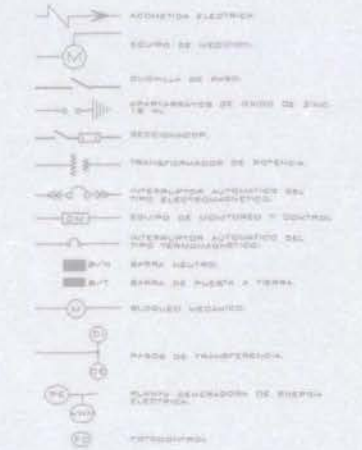 ACOMETIDA ELECTRICA.
EQUIPO DE MEDICION.
M
CUCHILLA DE PASO.
APARTARRAYOS DE OXIDO DE ZINC
KV.
SECCIONADOR.
TRANSFORMADOR DE POTENCIA.
INTERRUPTOR AUTOMATICO DEL
TIPO ELECTROMAGNETICO.
EQUIPO DE MONITOREO Y CONTROL
INTERRUPTOR AUTOMATICO DEL
TIPO TERMOMAGNETICO.
B/N BARRA NEUTRO.
B/T BARRA DE PUESTA A TIERRA.
BLOQUEO MECANICO.
DE TRANSFERENCIA.
PE PLANTA GENERADORA DE ENERGIA
ELECTRICA.
FOTOCONTROL